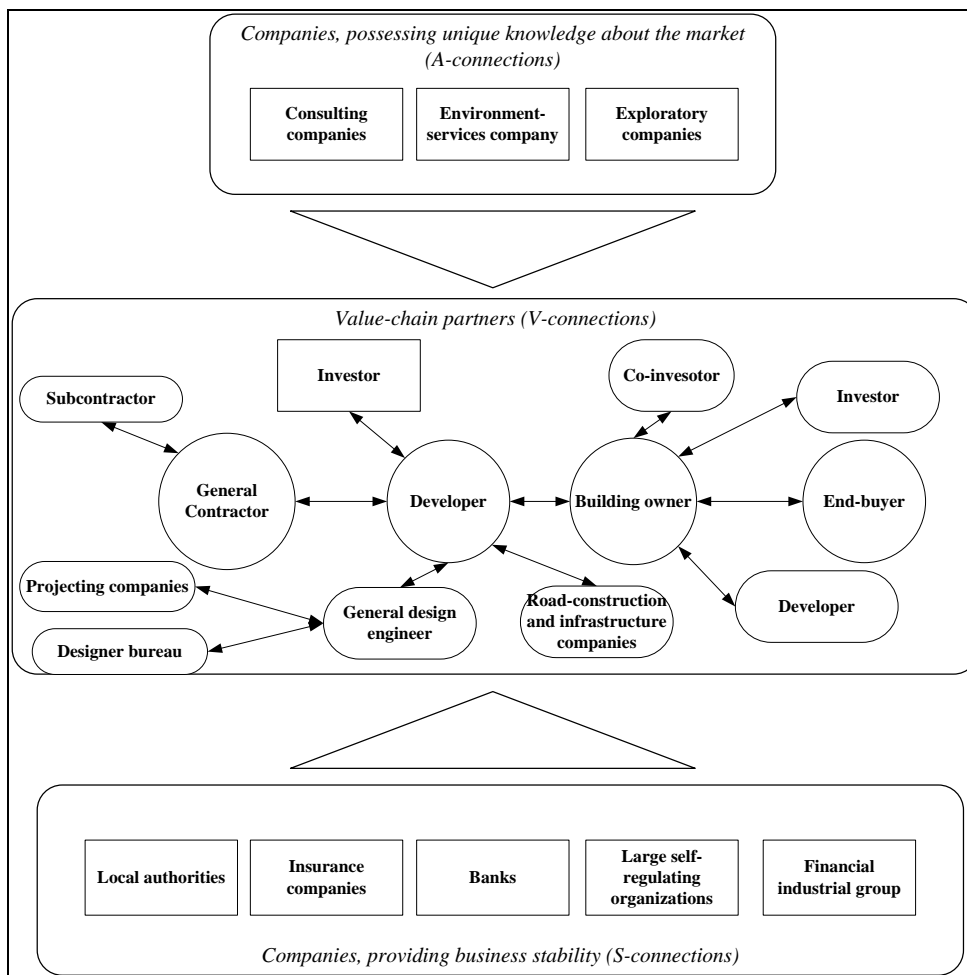 Companies, possessing unique knowledge about the market
(A-connections)
Consulting
companies
Environment-
services company
Exploratory
companies
Value-chain partners (V-connections)
Subcontractor
Investor
Co-invesotor
Investor
General
Contractor
Developer
Building owner
End-buyer
Projecting companies
Designer bureau
General design
engineer
Road-construction
and infrastructure
companies
Developer
Local authorities
Insurance
companies
Banks
Large self-
regulating
organizations
Financial
industrial group
Companies, providing business stability (S-connections)